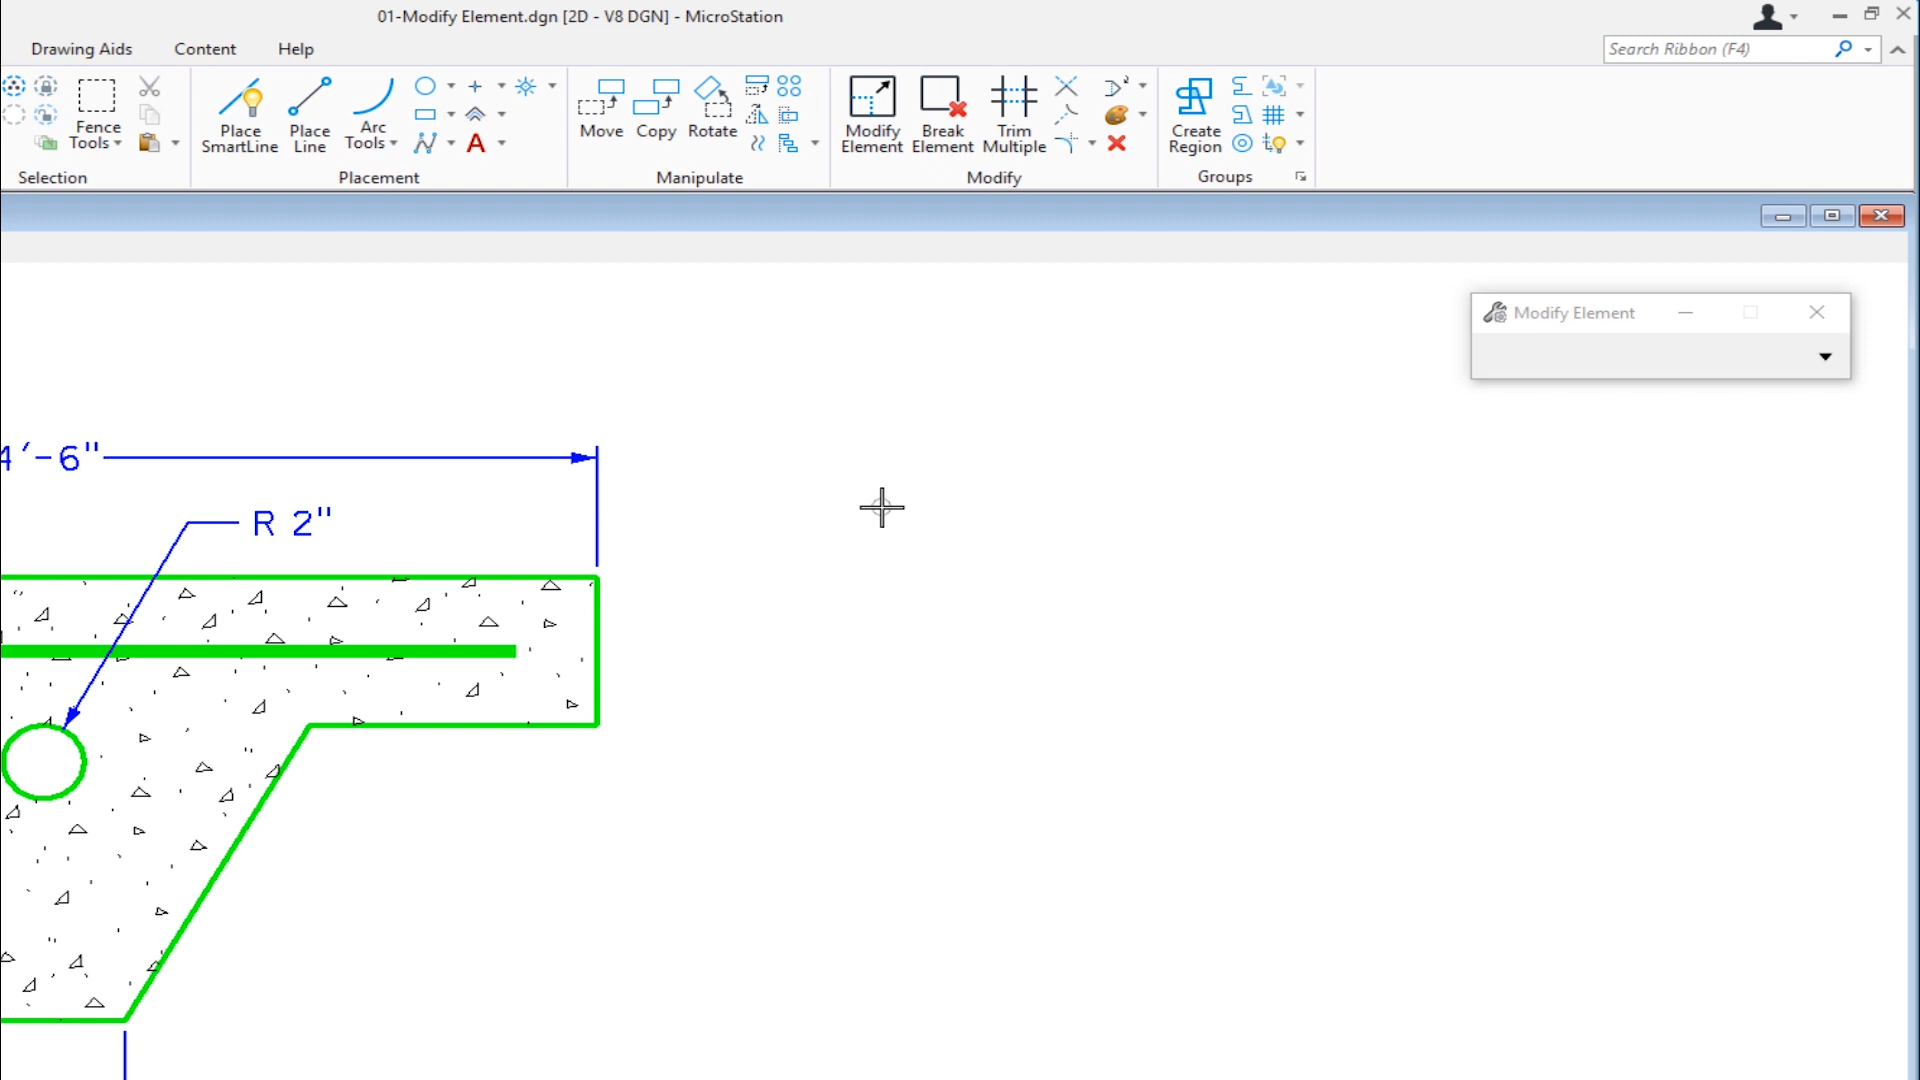 01-Modify Element.dgn [2D - V8 DGN] - MicroStation
Drawing Aids Content Help
Search Ribbon (F4)
Fence Tools
Place SmartLine
Place Line
Arc Tools
Move Copy Rotate
Modify Element
Break Element
Trim Multiple
Create Region
Selection Placement Manipulate Modify Groups
Modify Element
4'-6"
R 2"